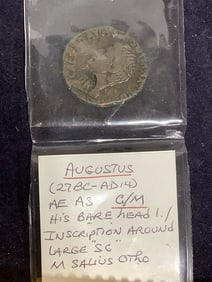 AUGUSTUS
(27BC-AD14)
AE AS C/M
HIS BARE head l./
INSCRIPTION AROUND
LARGE "SC"
M SALIUS OTHO